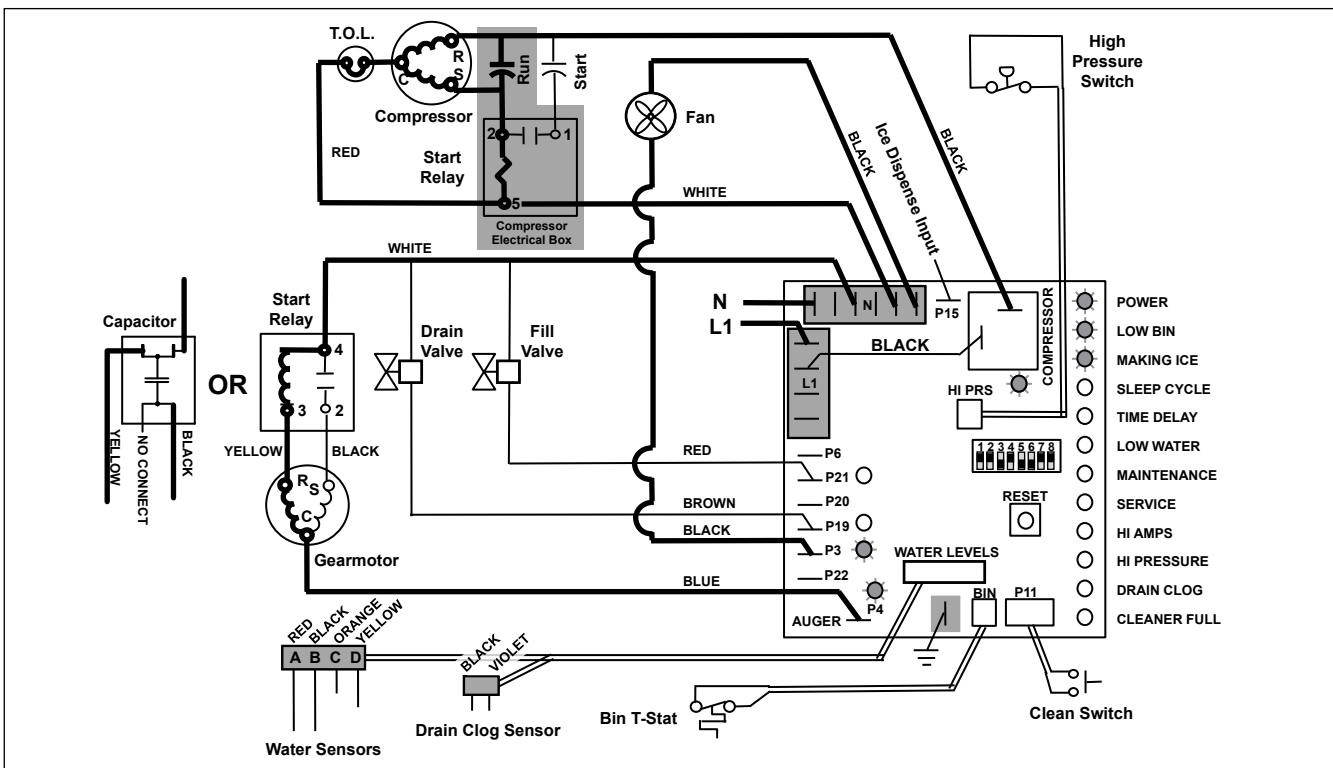 T.O.L.
R
S
C
Compressor
Run
Start
High
Pressure
Switch
Fan
2
1
RED
Start
Relay
5
Compressor
Electrical Box
WHITE
BLACK
Ice Dispense Input
BLACK
WHITE
Capacitor
YELLOW
NO CONNECT
BLACK
OR
Start
Relay
4
3
2
YELLOW
BLACK
R
S
C
Gearmotor
Drain
Valve
Fill
Valve
N
L1
N
P15
COMPRESSOR
BLACK
L1
HI PRS
POWER
LOW BIN
MAKING ICE
SLEEP CYCLE
TIME DELAY
LOW WATER
MAINTENANCE
SERVICE
HI AMPS
HI PRESSURE
DRAIN CLOG
CLEANER FULL
1 2 3 4 5 6 7 8
RESET
RED
P6
P21
P20
BROWN
P19
BLACK
P3
P22
BLUE
P4
AUGER
WATER LEVELS
BIN
P11
RED
BLACK
ORANGE
YELLOW
A B C D
Water Sensors
BLACK
VIOLET
Drain Clog Sensor
Bin T-Stat
Clean Switch